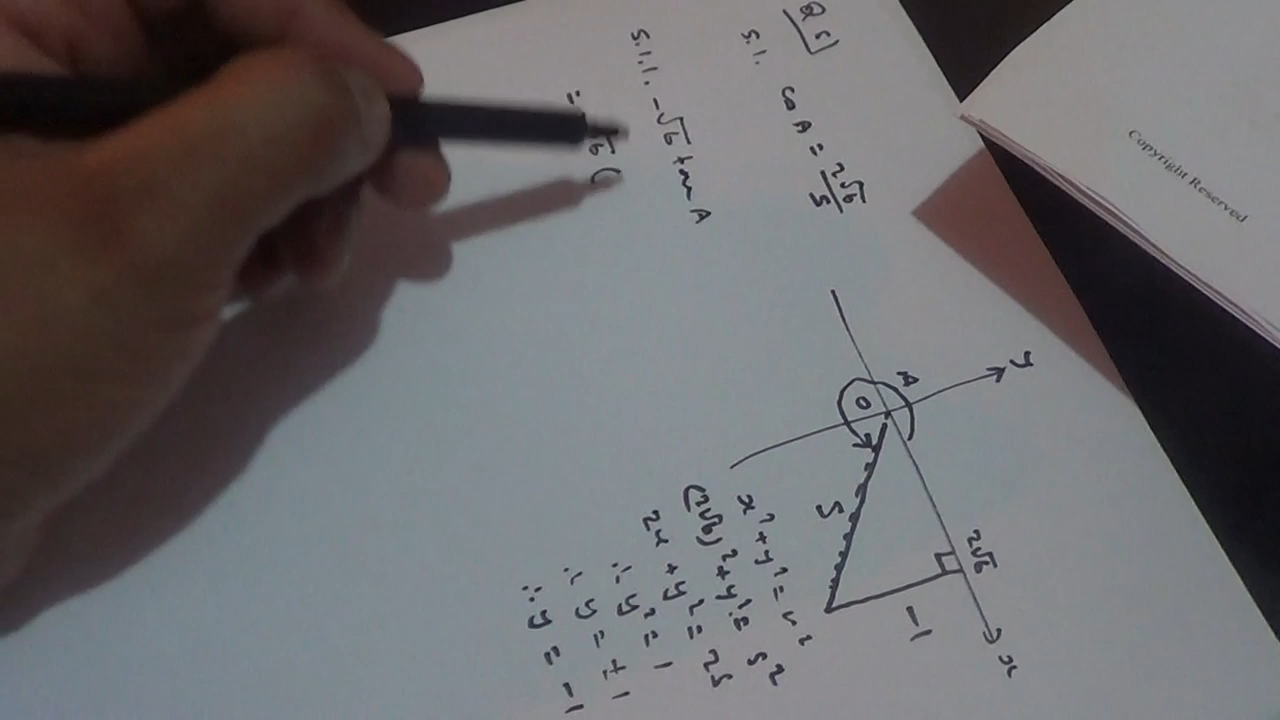 Q5
5.1. cos A = 2√6/5
5.1.1. -√6 tan A
= √6 (
y
A
O
2√6
x
5
-1
x² + y² = r²
(2√6)² + y² = 5²
24 + y² = 25
∴ y² = 1
∴ y = ±1
∴ y = -1
Copyright Reserved